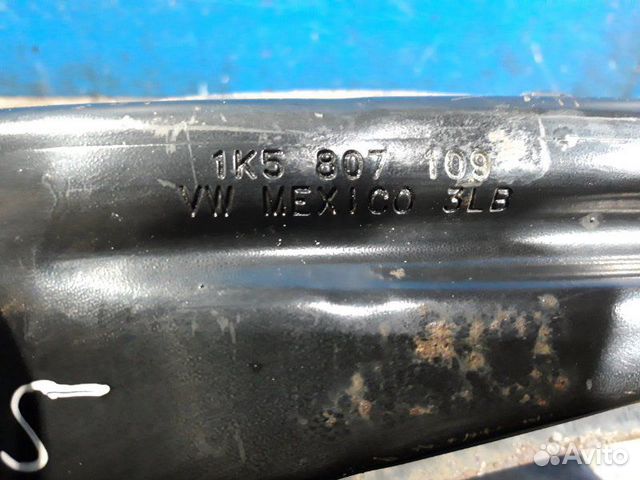 1K5 807 109
VW MEXICO 3LB
S
Avito